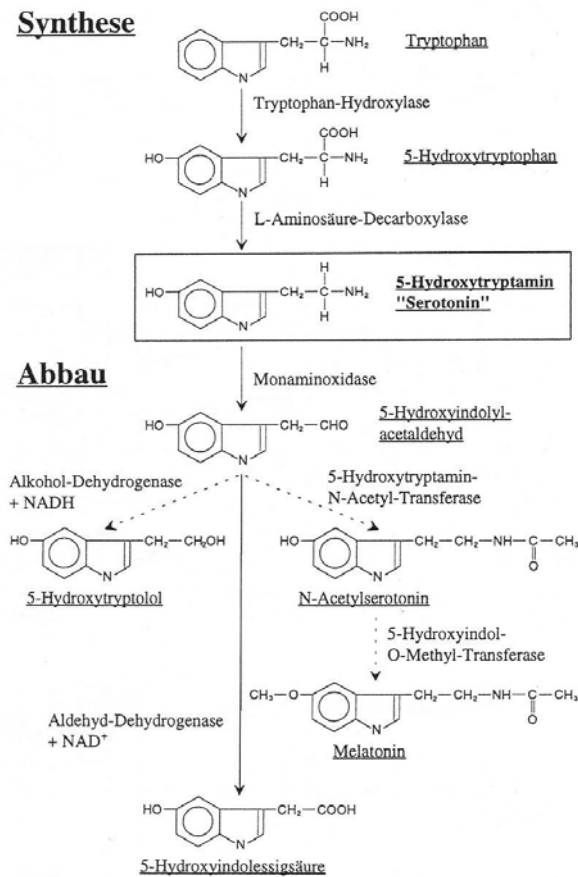 Synthese
COOH
CH₂—C—NH₂
H
N
Tryptophan
Tryptophan-Hydroxylase
COOH
HO
CH₂—C—NH₂
H
N
5-Hydroxytryptophan
L-Aminosäure-Decarboxylase
H
HO
CH₂—C—NH₂
H
N
5-Hydroxytryptamin
"Serotonin"
Abbau
Monaminoxidase
HO
CH₂—CHO
N
5-Hydroxyindolyl-
acetaldehyd
Alkohol-Dehydrogenase
+ NADH
5-Hydroxytryptamin-
N-Acetyl-Transferase
HO
CH₂—CH₂OH
N
5-Hydroxytryptolol
HO
CH₂—CH₂—NH—C—CH₃
O
N
N-Acetylserotonin
5-Hydroxyindol-
O-Methyl-Transferase
CH₃—O
CH₂—CH₂—NH—C—CH₃
O
N
Melatonin
Aldehyd-Dehydrogenase
+ NAD⁺
HO
CH₂—COOH
N
5-Hydroxyindolessigsäure